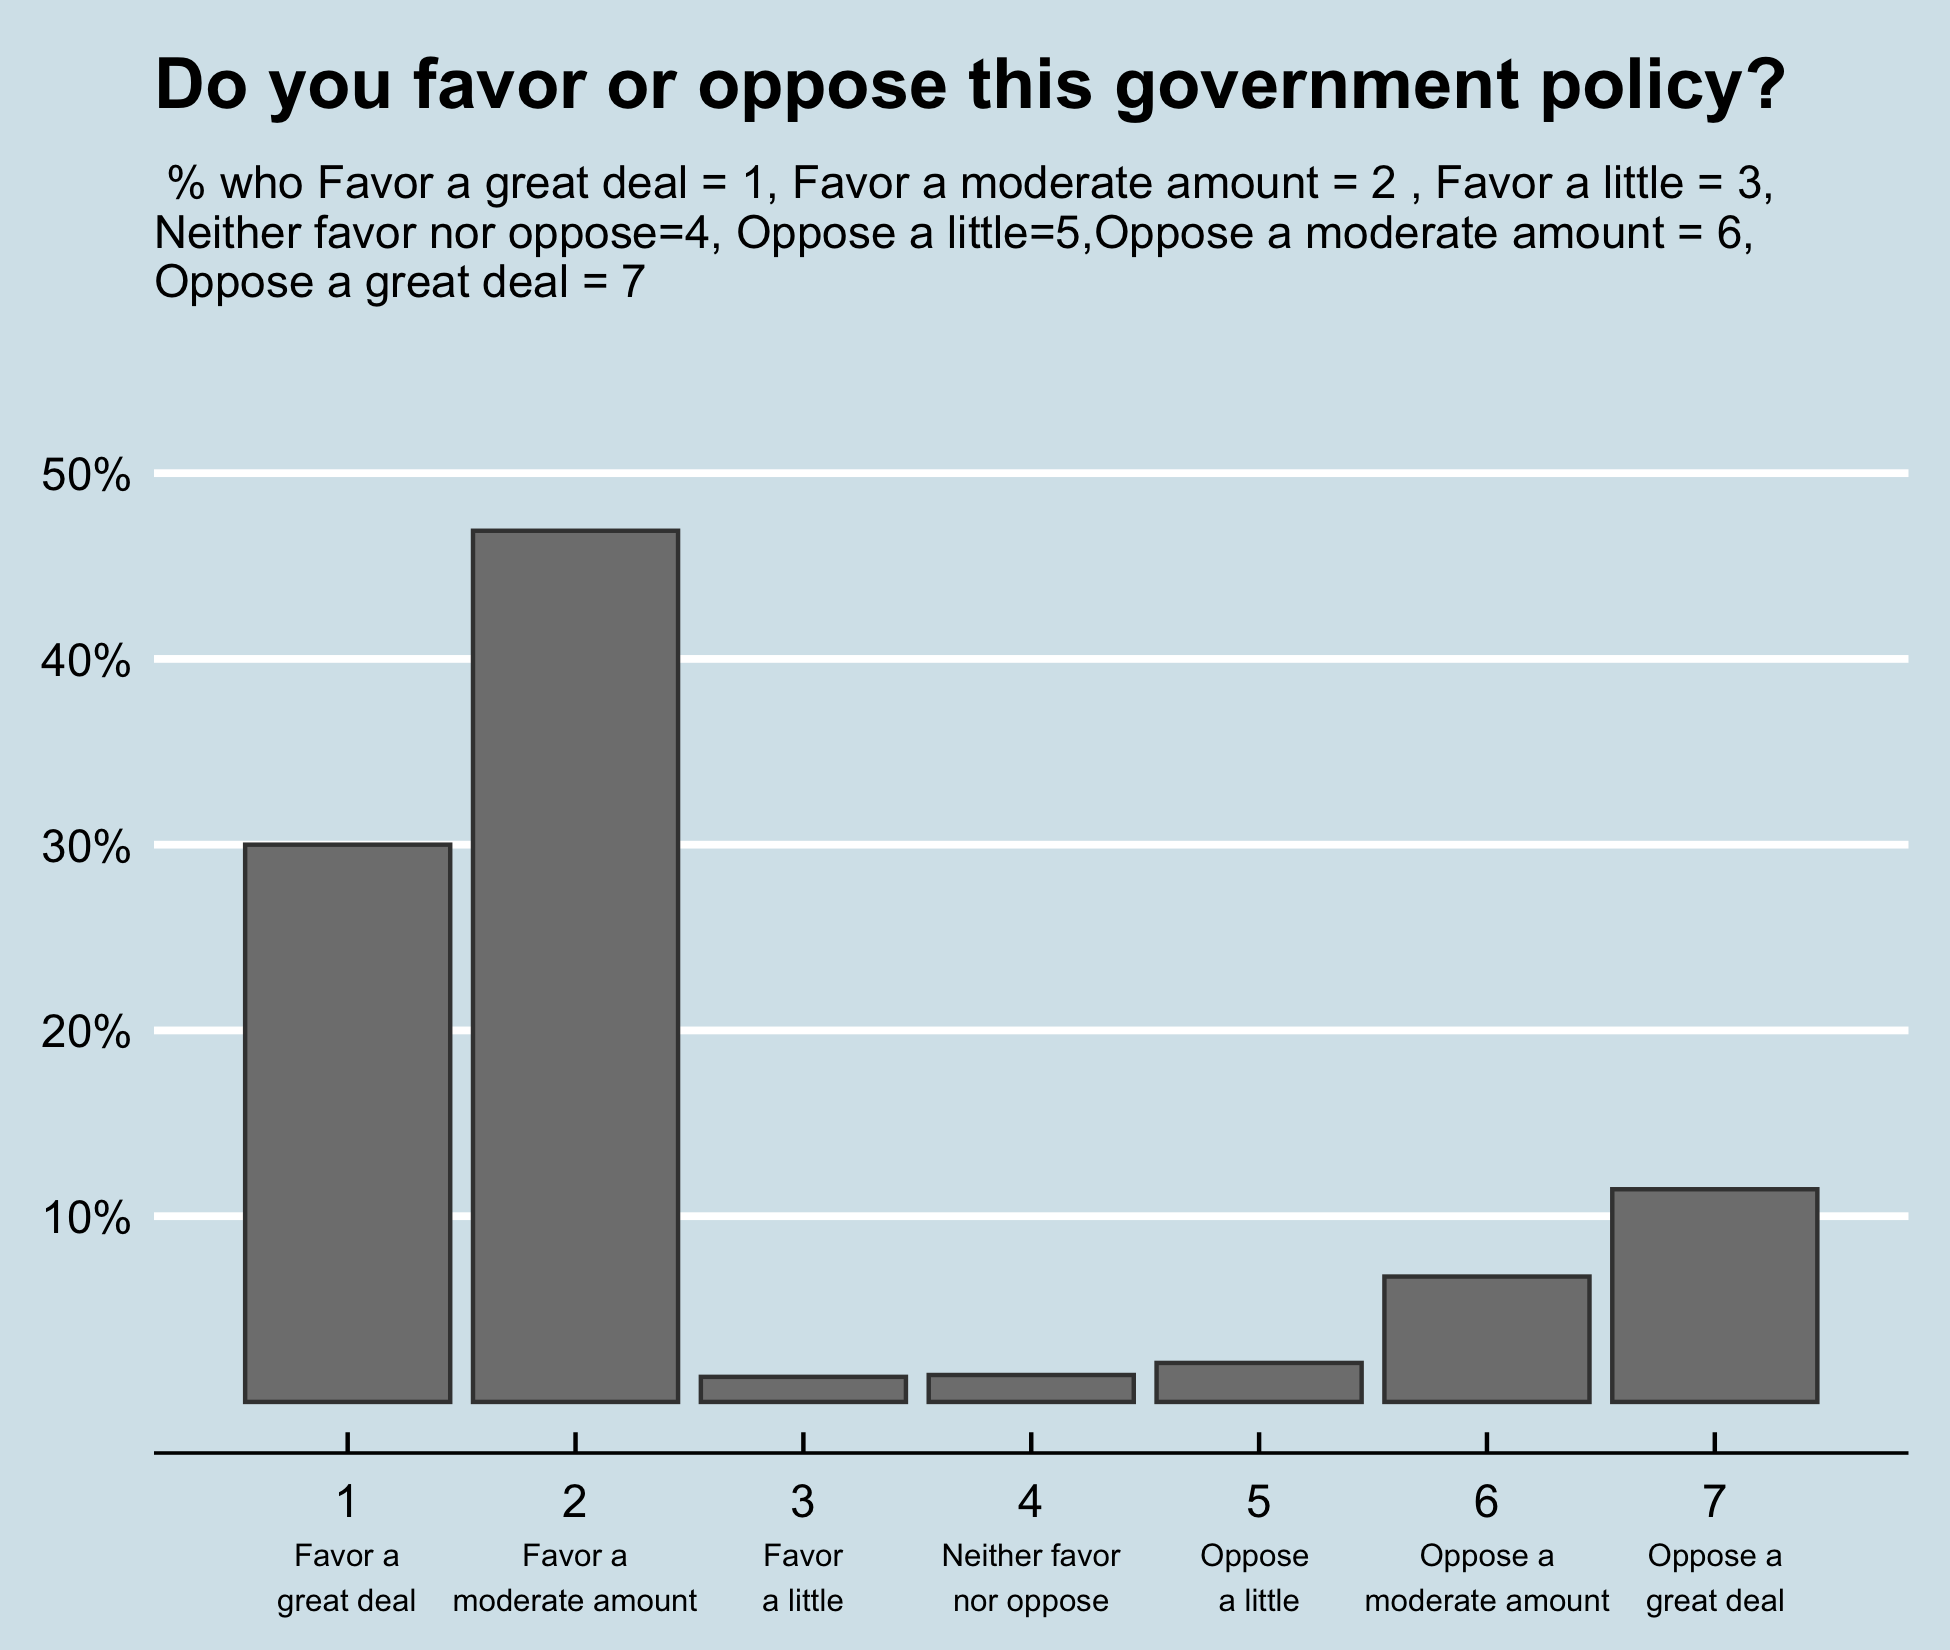 Do you favor or oppose this government policy?
% who Favor a great deal = 1, Favor a moderate amount = 2 , Favor a little = 3,
Neither favor nor oppose=4, Oppose a little=5,Oppose a moderate amount = 6,
Oppose a great deal = 7
50%
40%
30%
20%
10%
1 2 3 4 5 6 7
Favor a Favor a Favor Neither favor Oppose Oppose a Oppose a
great deal moderate amount a little nor oppose a little moderate amount great deal